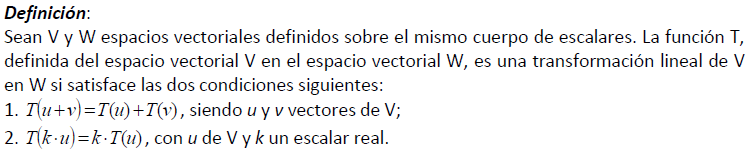 Definición:
Sean V y W espacios vectoriales definidos sobre el mismo cuerpo de escalares. La función T,
definida del espacio vectorial V en el espacio vectorial W, es una transformación lineal de V
en W si satisface las dos condiciones siguientes:
1. T(u+v)=T(u)+T(v), siendo u y v vectores de V;
2. T(k·u)=k·T(u), con u de V y k un escalar real.